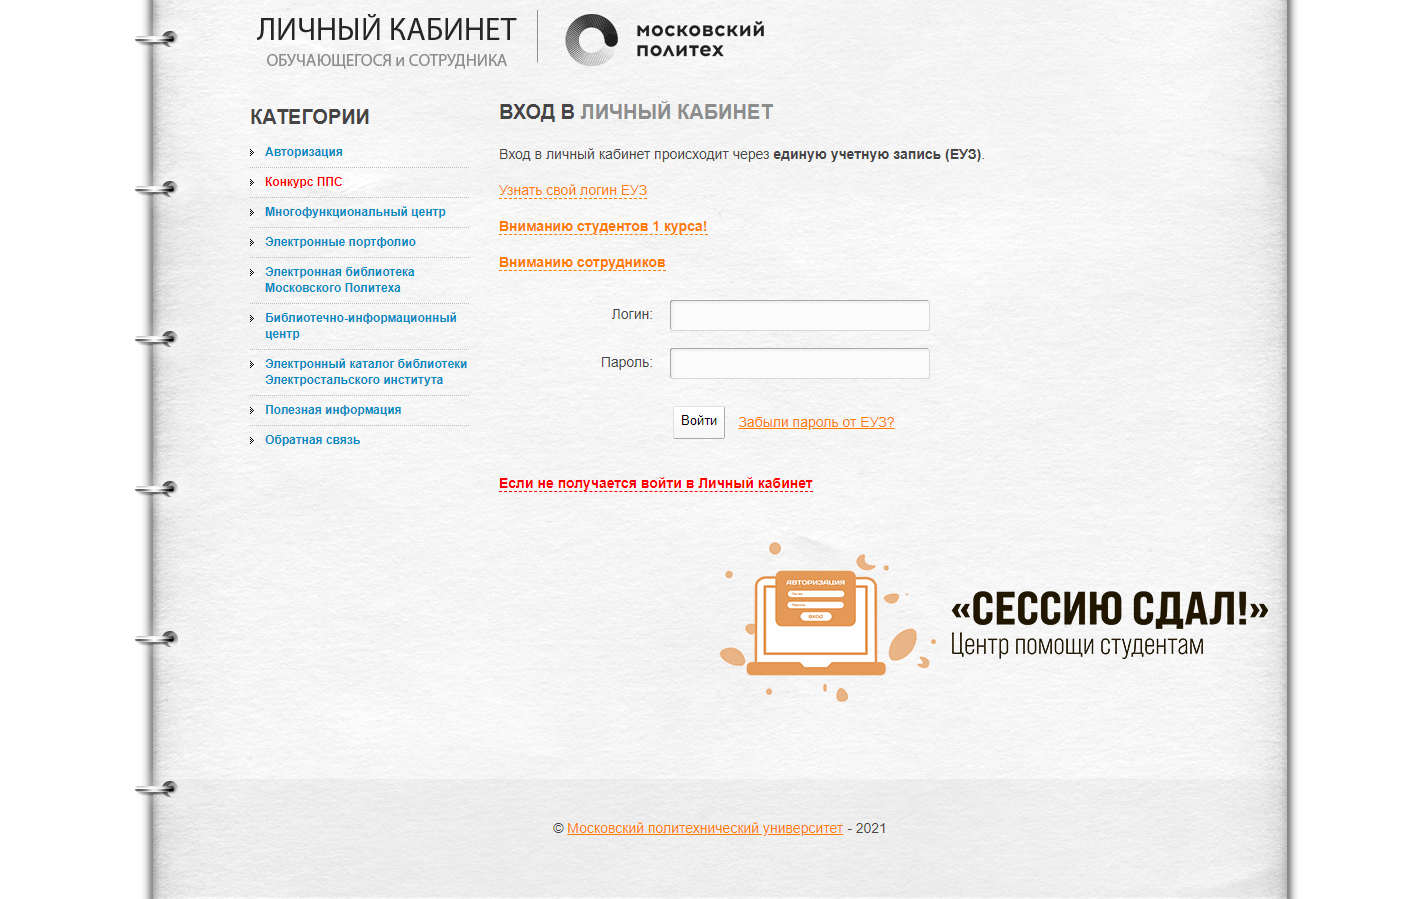 ЛИЧНЫЙ КАБИНЕТ
ОБУЧАЮЩЕГОСЯ и СОТРУДНИКА
московский
политех
КАТЕГОРИИ
Авторизация
Конкурс ППС
Многофункциональный центр
Электронные портфолио
Электронная библиотека
Московского Политеха
Библиотечно-информационный
центр
Электронный каталог библиотеки
Электростальского института
Полезная информация
Обратная связь
ВХОД В ЛИЧНЫЙ КАБИНЕТ
Вход в личный кабинет происходит через единую учетную запись (ЕУЗ).
Узнать свой логин ЕУЗ
Вниманию студентов 1 курса!
Вниманию сотрудников
Логин:
Пароль:
Войти Забыли пароль от ЕУЗ?
Если не получается войти в Личный кабинет
АВТОРИЗАЦИЯ
Логин
Пароль
ВХОД
«СЕССИЮ СДАЛ!»
Центр помощи студентам
© Московский политехнический университет - 2021